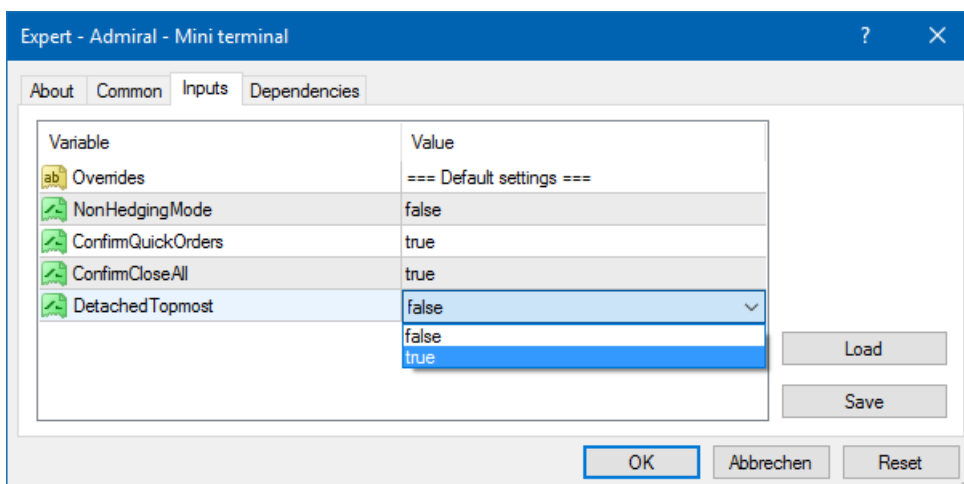 Expert - Admiral - Mini terminal ? ×
About Common Inputs Dependencies
Variable Value
ab Overrides === Default settings ===
NonHedgingMode false
ConfirmQuickOrders true
ConfirmCloseAll true
DetachedTopmost false
false
true
Load
Save
OK Abbrechen Reset